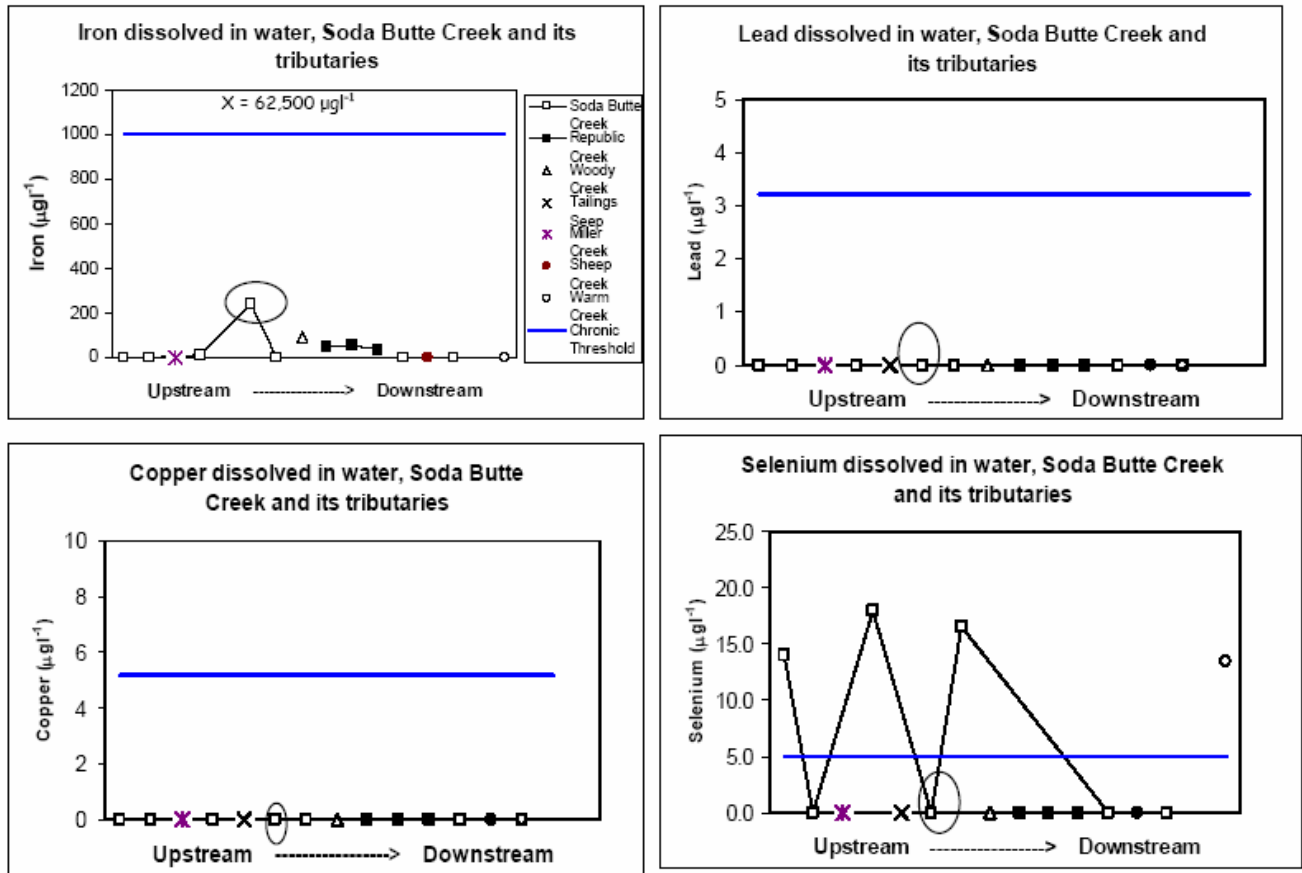 Iron dissolved in water, Soda Butte Creek and its
tributaries
X = 62,500 µgl-1
1200
1000
800
600
400
200
0
Iron (µgl-1)
Upstream ------------> Downstream
Soda Butte
Creek
Republic
Creek
Woody
Creek
Tailings
Seep
Miller
Creek
Sheep
Creek
Warm
Creek
Chronic
Threshold
Lead dissolved in water, Soda Butte Creek and
its tributaries
5
4
3
2
1
0
Lead (µgl-1)
Upstream ------------> Downstream
Copper dissolved in water, Soda Butte
Creek and its tributaries
10
8
6
4
2
0
Copper (µgl-1)
Upstream ------------> Downstream
Selenium dissolved in water, Soda Butte Creek
and its tributaries
25.0
20.0
15.0
10.0
5.0
0.0
Selenium (µgl-1)
Upstream ------------> Downstream